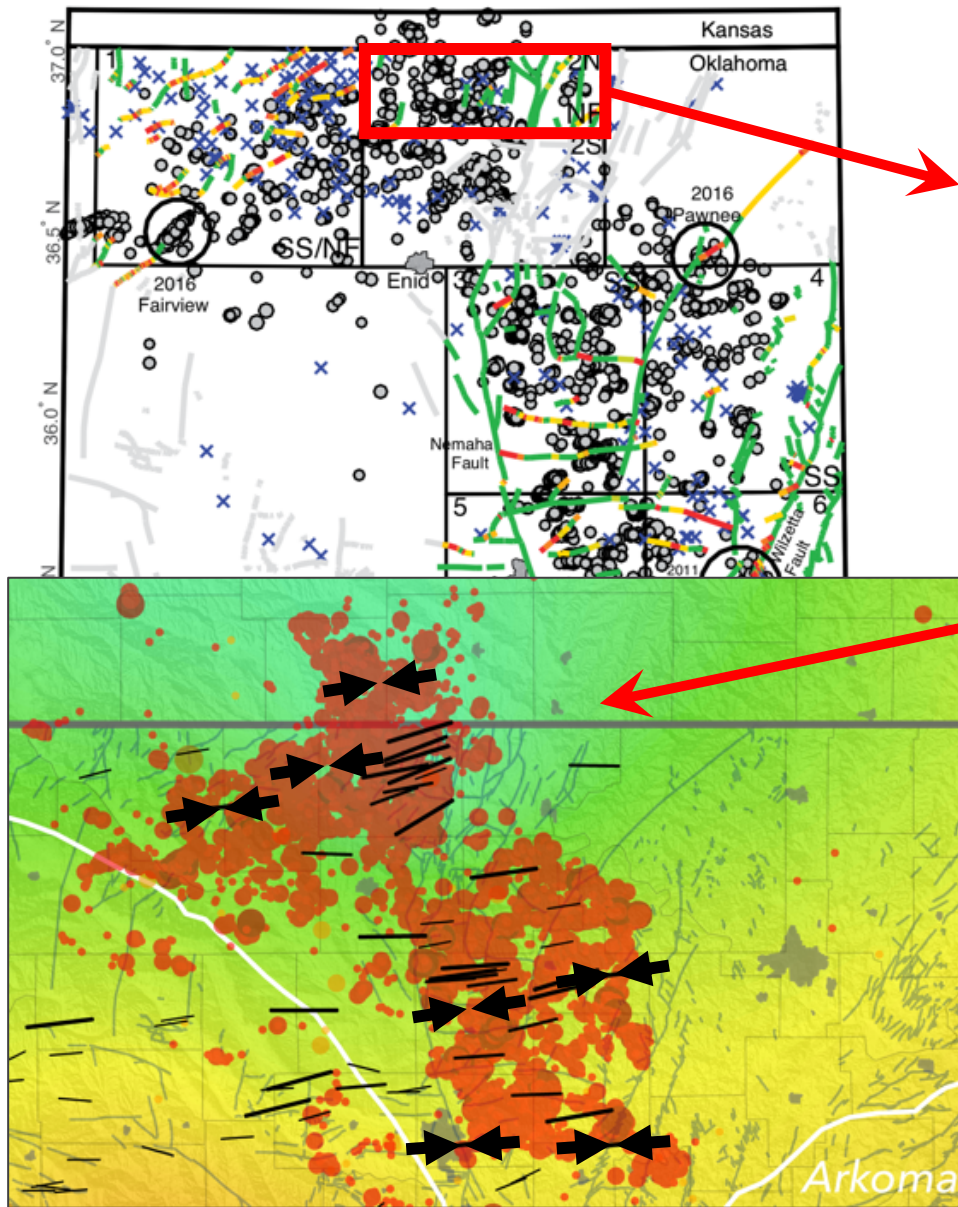 Kansas
37.0° N
1
2N
Oklahoma
NF
2S
2016
Pawnee
36.5° N
SS/NF
2016
Fairview
Enid
3
S
4
36.0° N
Nemaha
Fault
SS
5
6
Wilzetta
Fault
2011
N
Arkoma